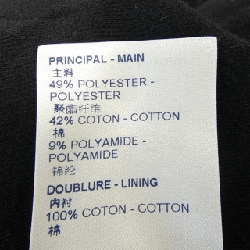 PRINCIPAL - MAIN
主料
49% POLYESTER -
POLYESTER
聚酯纤维
42% COTON - COTTON
棉
9% POLYAMIDE -
POLYAMIDE
锦纶
DOUBLURE - LINING
内衬
100% COTON - COTTON
棉